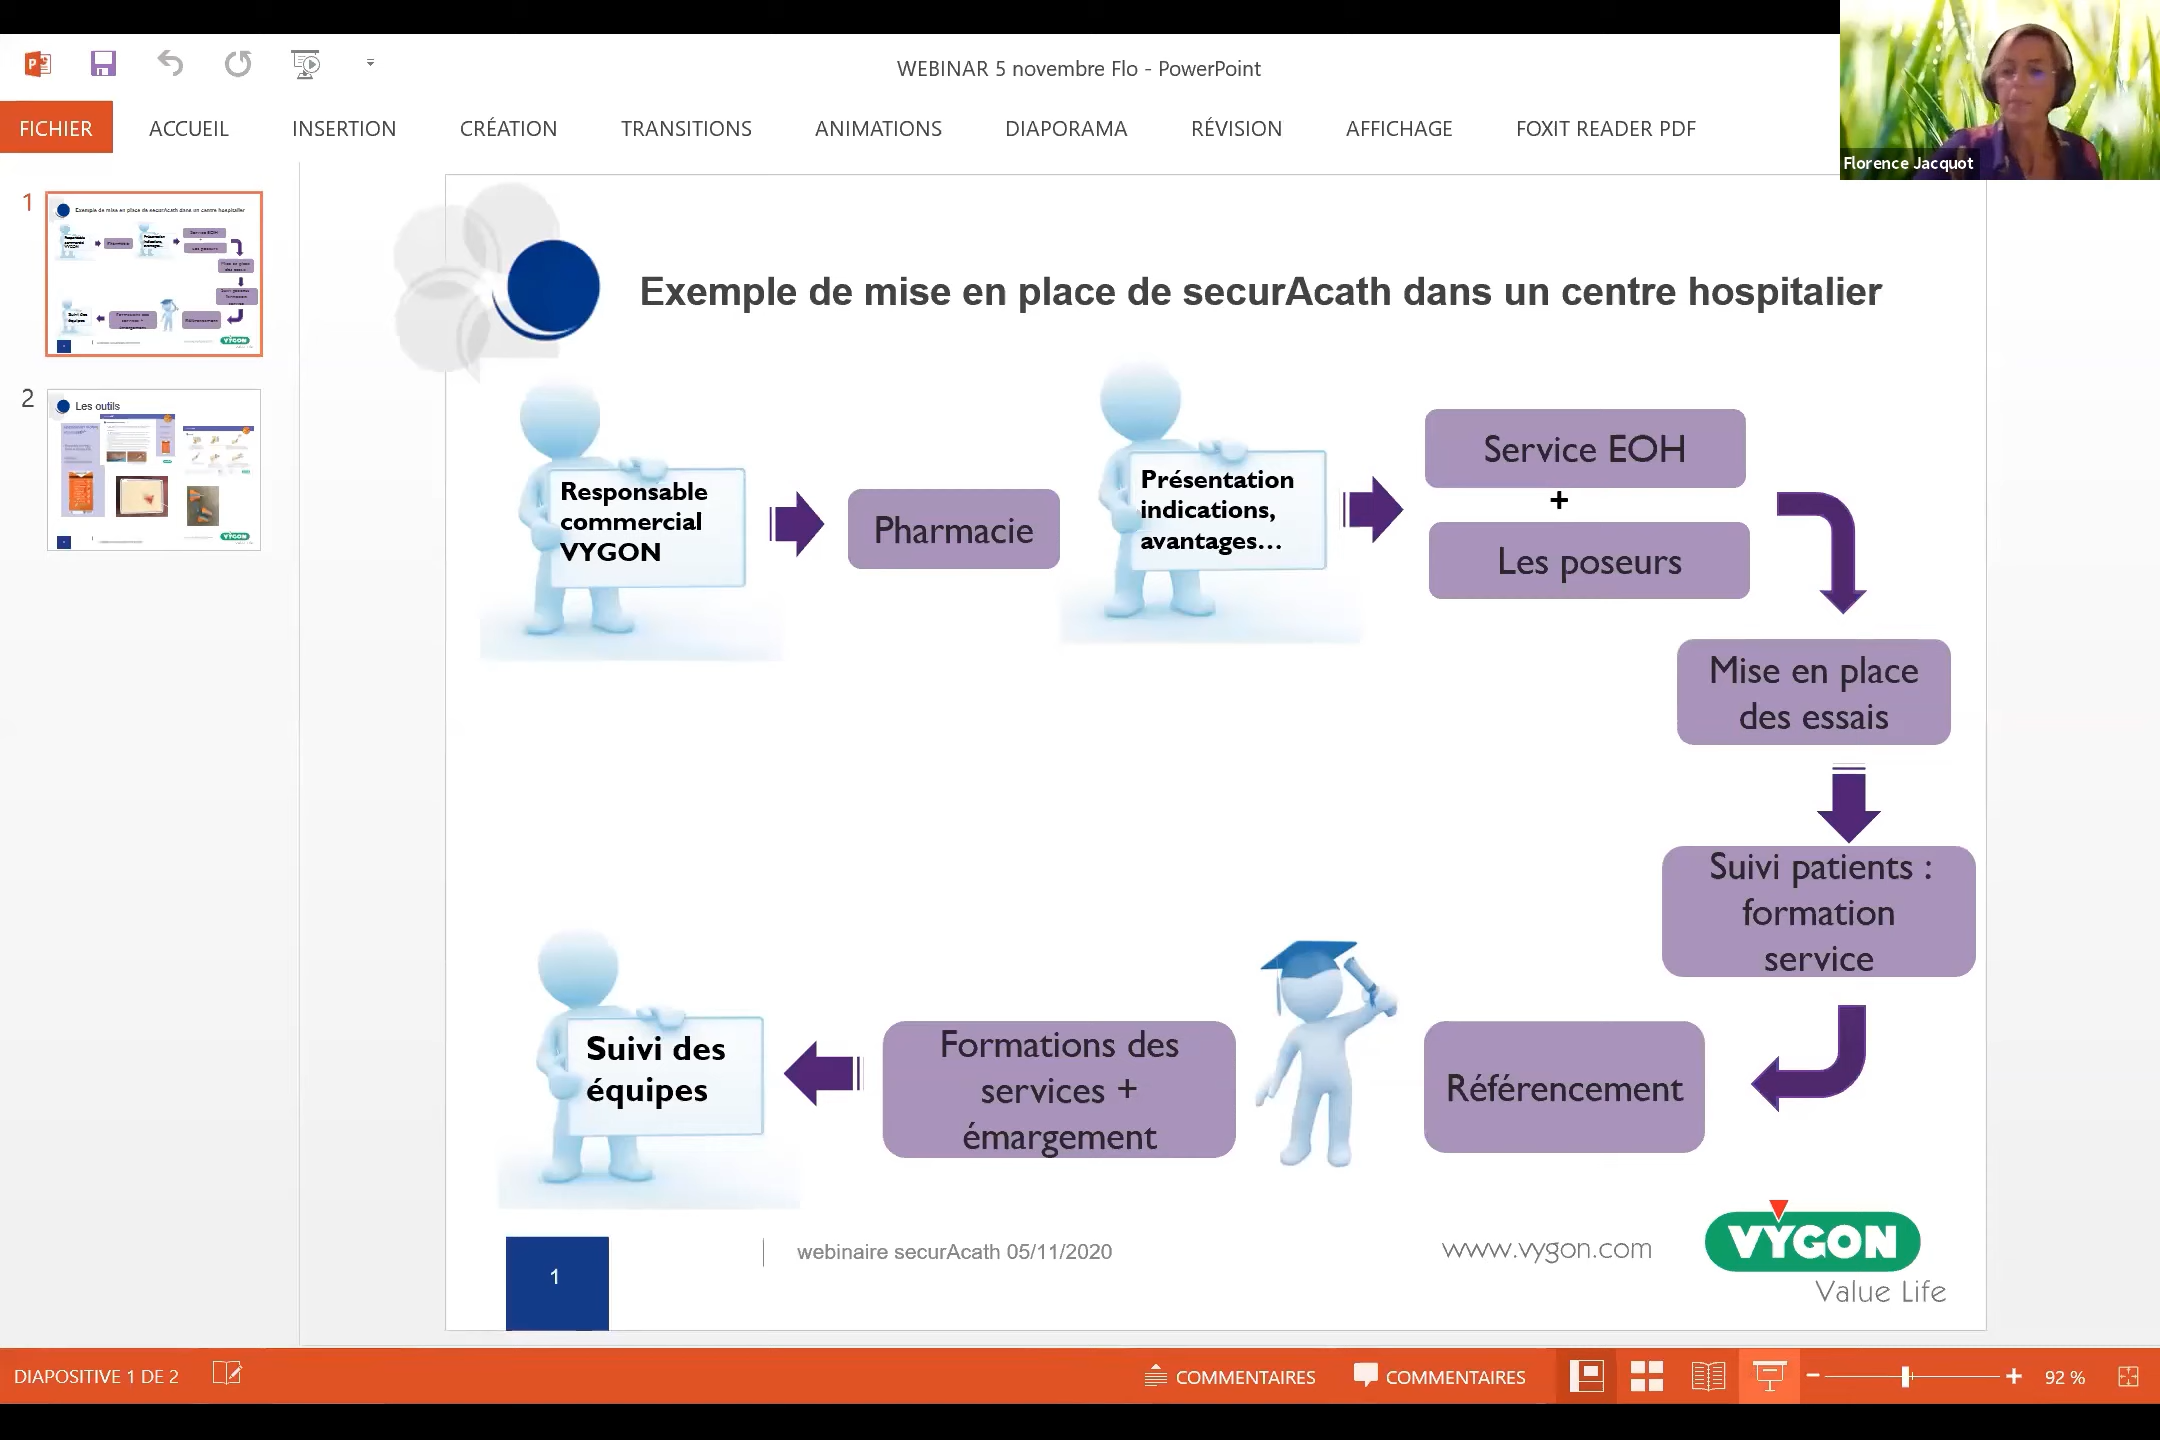 WEBINAR 5 novembre Flo - PowerPoint
FICHIER ACCUEIL INSERTION CRÉATION TRANSITIONS ANIMATIONS DIAPORAMA RÉVISION AFFICHAGE FOXIT READER PDF
Florence Jacquot
1
2
Les outils
Exemple de mise en place de securAcath dans un centre hospitalier
Responsable
commercial
VYGON
Pharmacie
Présentation
indications,
avantages...
Service EOH
+
Les poseurs
Mise en place
des essais
Suivi patients :
formation
service
Référencement
Formations des
services +
émargement
Suivi des
équipes
1
webinaire securAcath 05/11/2020
www.vygon.com
VYGON
Value Life
DIAPOSITIVE 1 DE 2
COMMENTAIRES
COMMENTAIRES
92 %